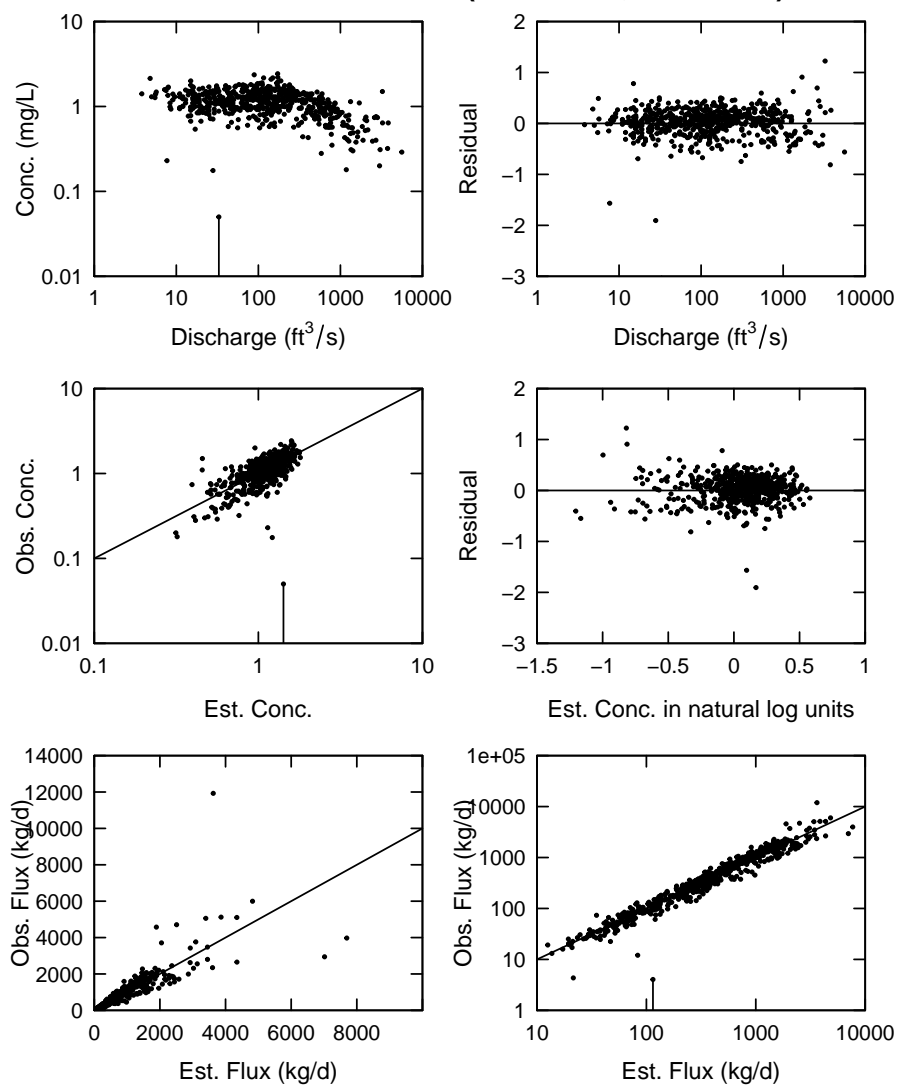 10
1
0.1
0.01
Conc. (mg/L)
1 10 100 1000 10000
Discharge (ft³/s)
2
1
0
−1
−2
−3
Residual
1 10 100 1000 10000
Discharge (ft³/s)
10
1
0.1
0.01
Obs. Conc.
0.1 1 10
Est. Conc.
2
1
0
−1
−2
−3
Residual
−1.5 −1 −0.5 0 0.5 1
Est. Conc. in natural log units
14000
12000
10000
8000
6000
4000
2000
0
Obs. Flux (kg/d)
0 2000 4000 6000 8000
Est. Flux (kg/d)
1e+05
10000
1000
100
10
1
Obs. Flux (kg/d)
10 100 1000 10000
Est. Flux (kg/d)